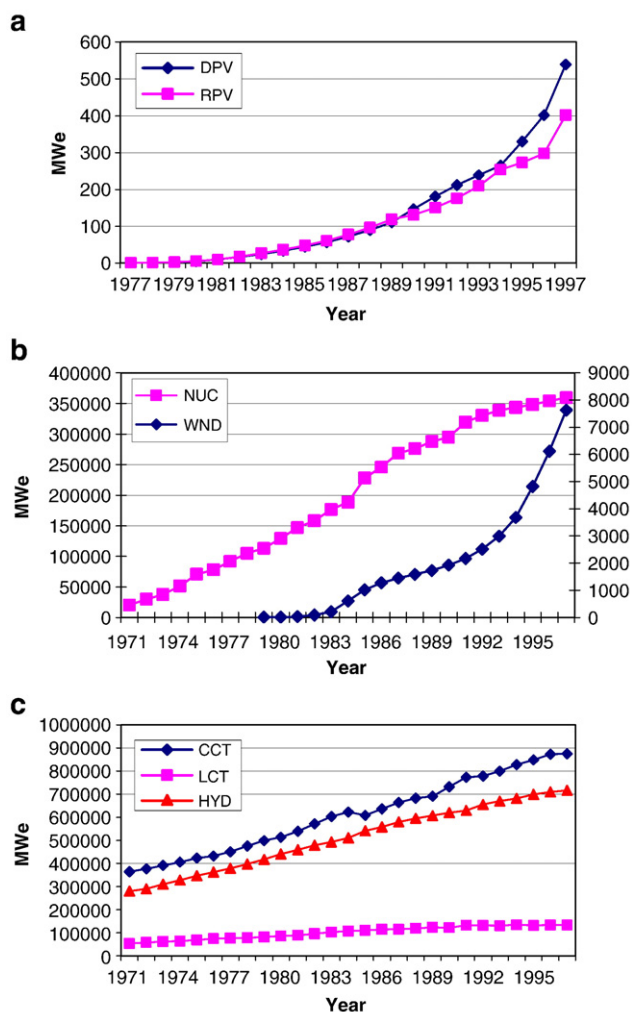 a
600
500
400
300
200
100
0
MWe
DPV
RPV
1977 1979 1981 1983 1985 1987 1989 1991 1993 1995 1997
Year
b
400000 9000
350000 8000
300000 7000
250000 6000
200000 5000
150000 4000
100000 3000
50000 2000
0 1000
0
MWe
NUC
WND
1971 1974 1977 1980 1983 1986 1989 1992 1995
Year
c
1000000
900000
800000
700000
600000
500000
400000
300000
200000
100000
0
MWe
CCT
LCT
HYD
1971 1974 1977 1980 1983 1986 1989 1992 1995
Year